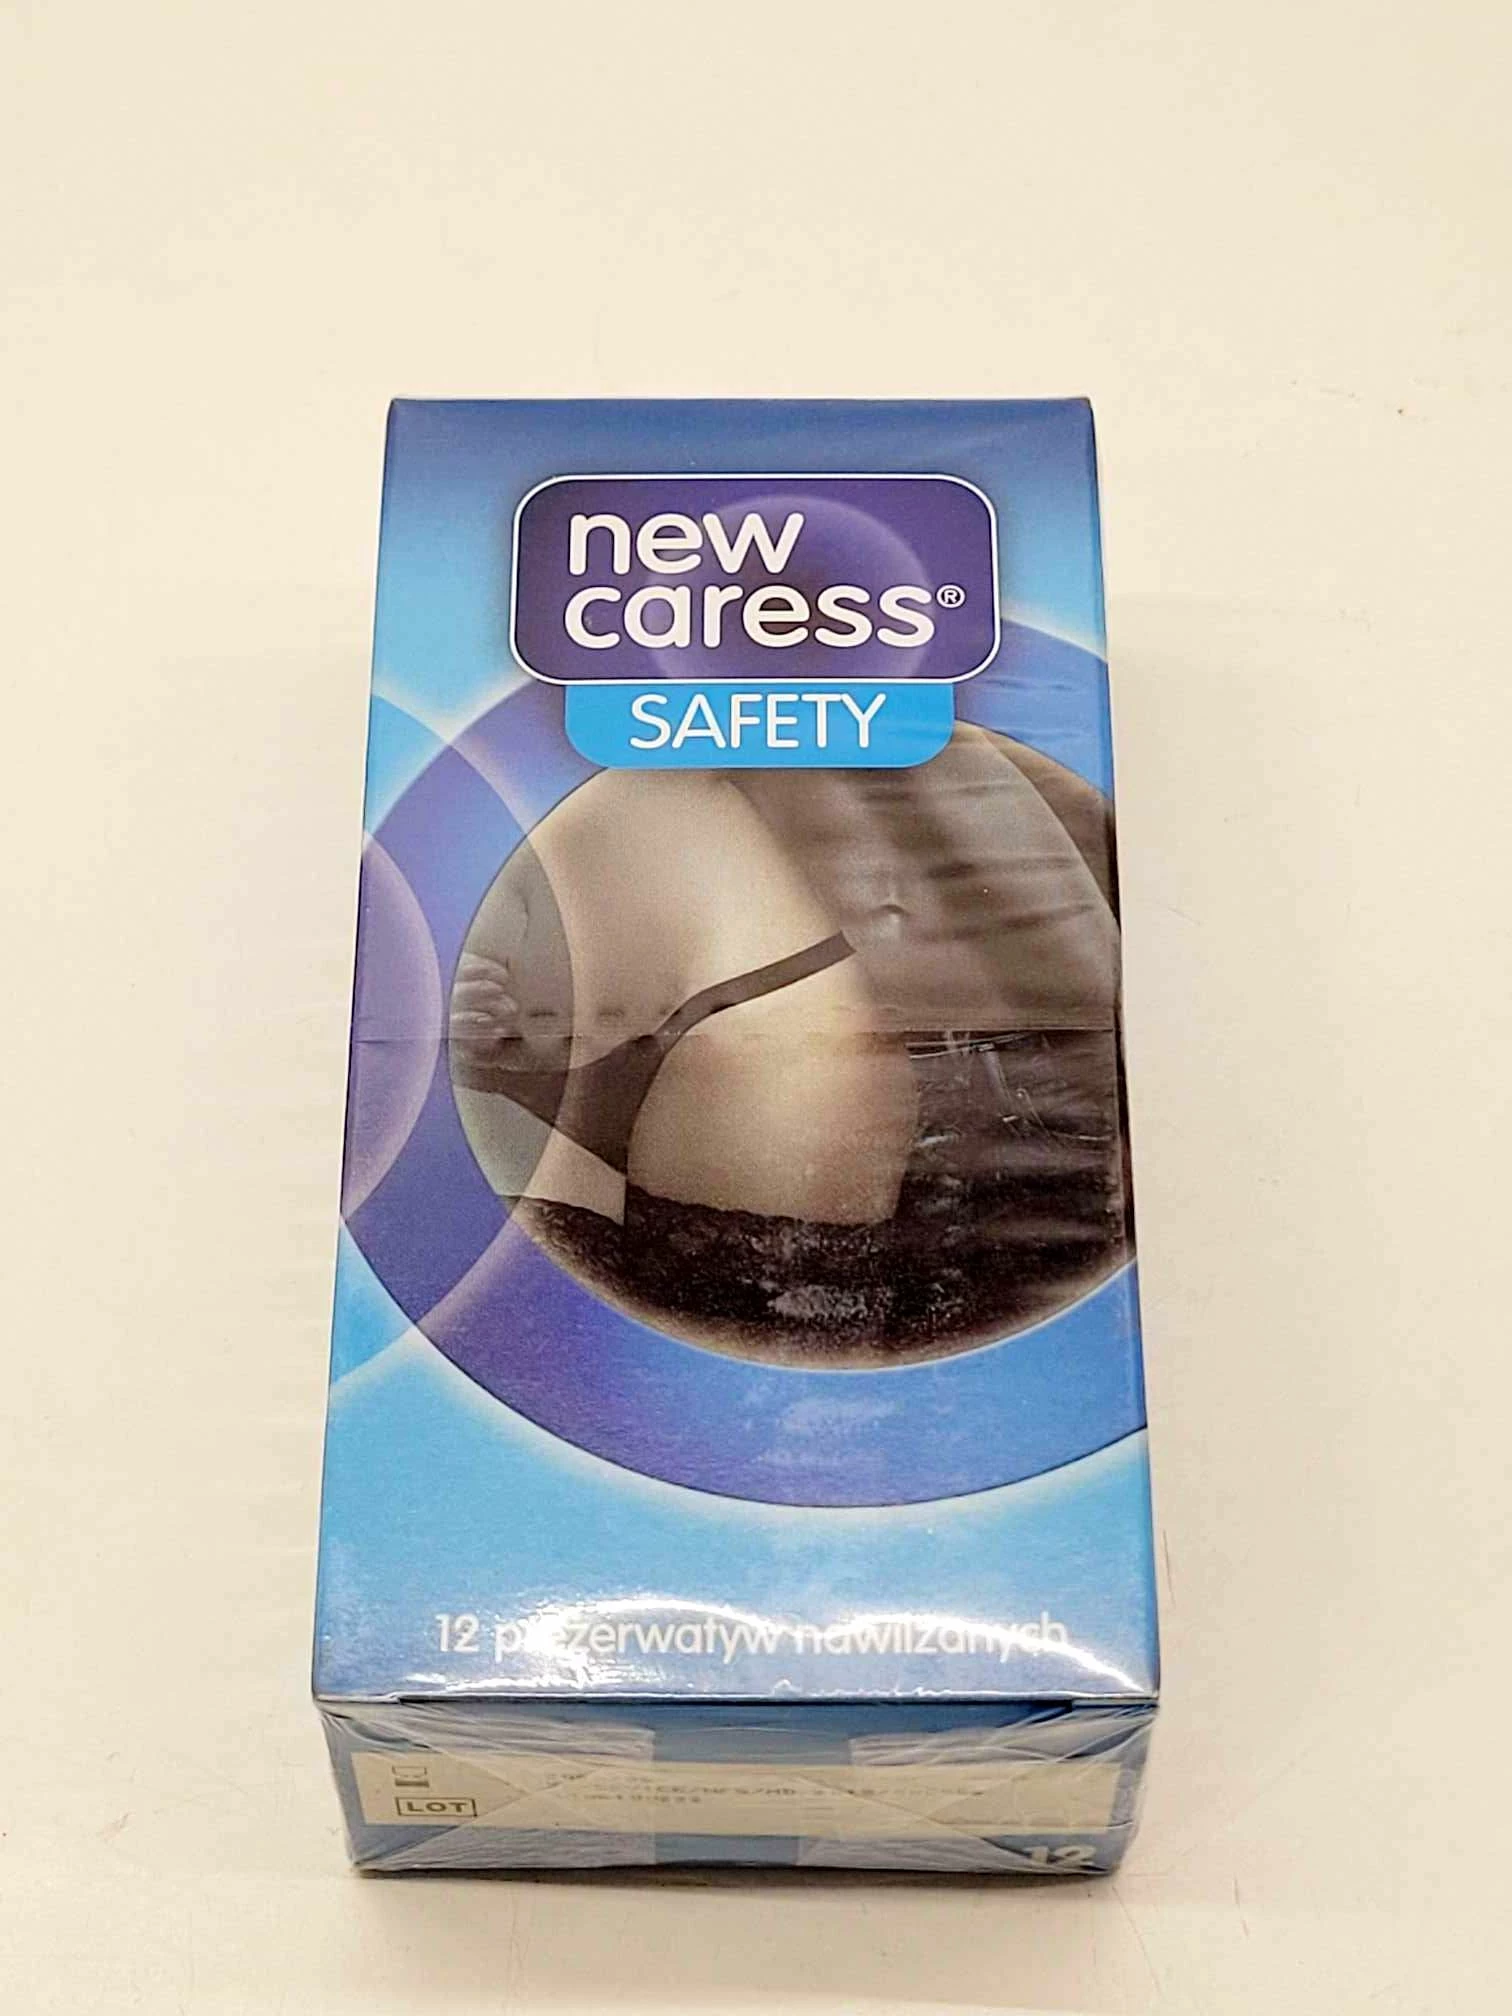 new
caress®
SAFETY
12 prezerwatyw nawilżanych
LOT
12